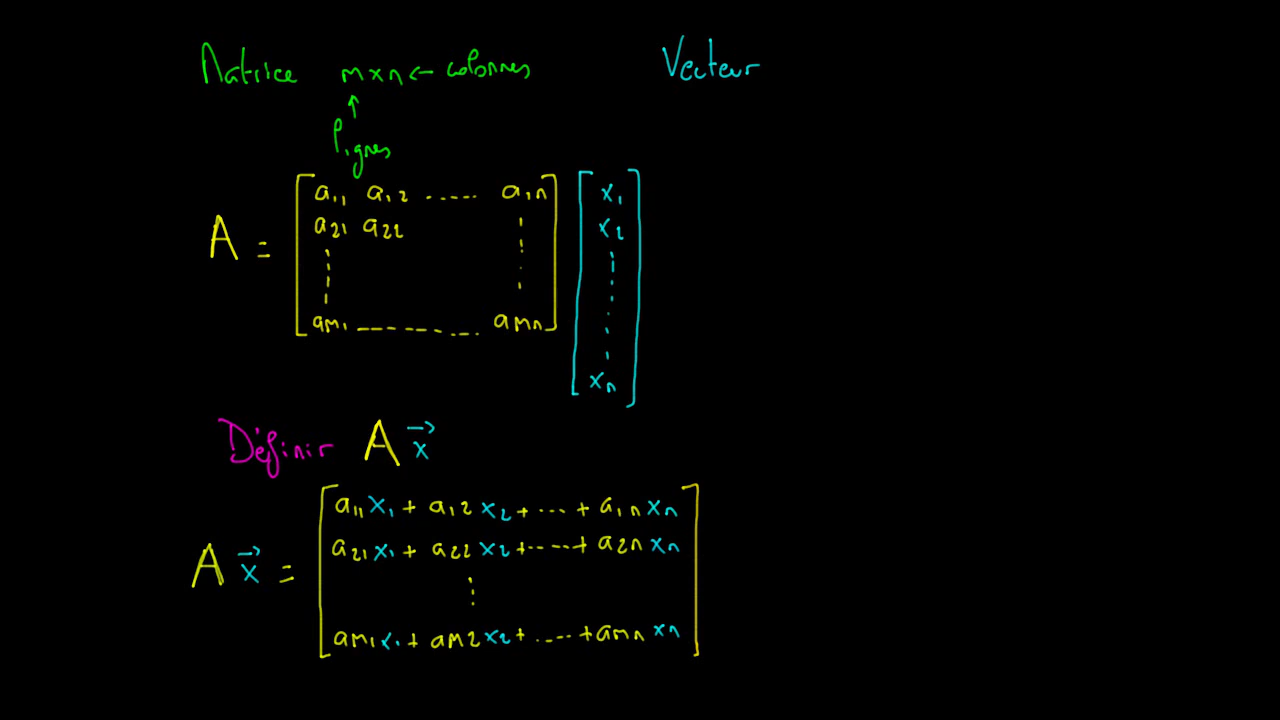 Matrice m×n ← colonnes Vecteur
↑
lignes
a₁₁ a₁₂ ...... a₁n x₁
a₂₁ a₂₂ x₂
A =
am₁ ---------- amn
xn
Définir A x⃗
a₁₁x₁ + a₁₂x₂ + ... + a₁nxn
a₂₁x₁ + a₂₂x₂ + ...... + a₂nxn
A x⃗ =
am₁x₁ + am₂x₂ + ..... + amnxn